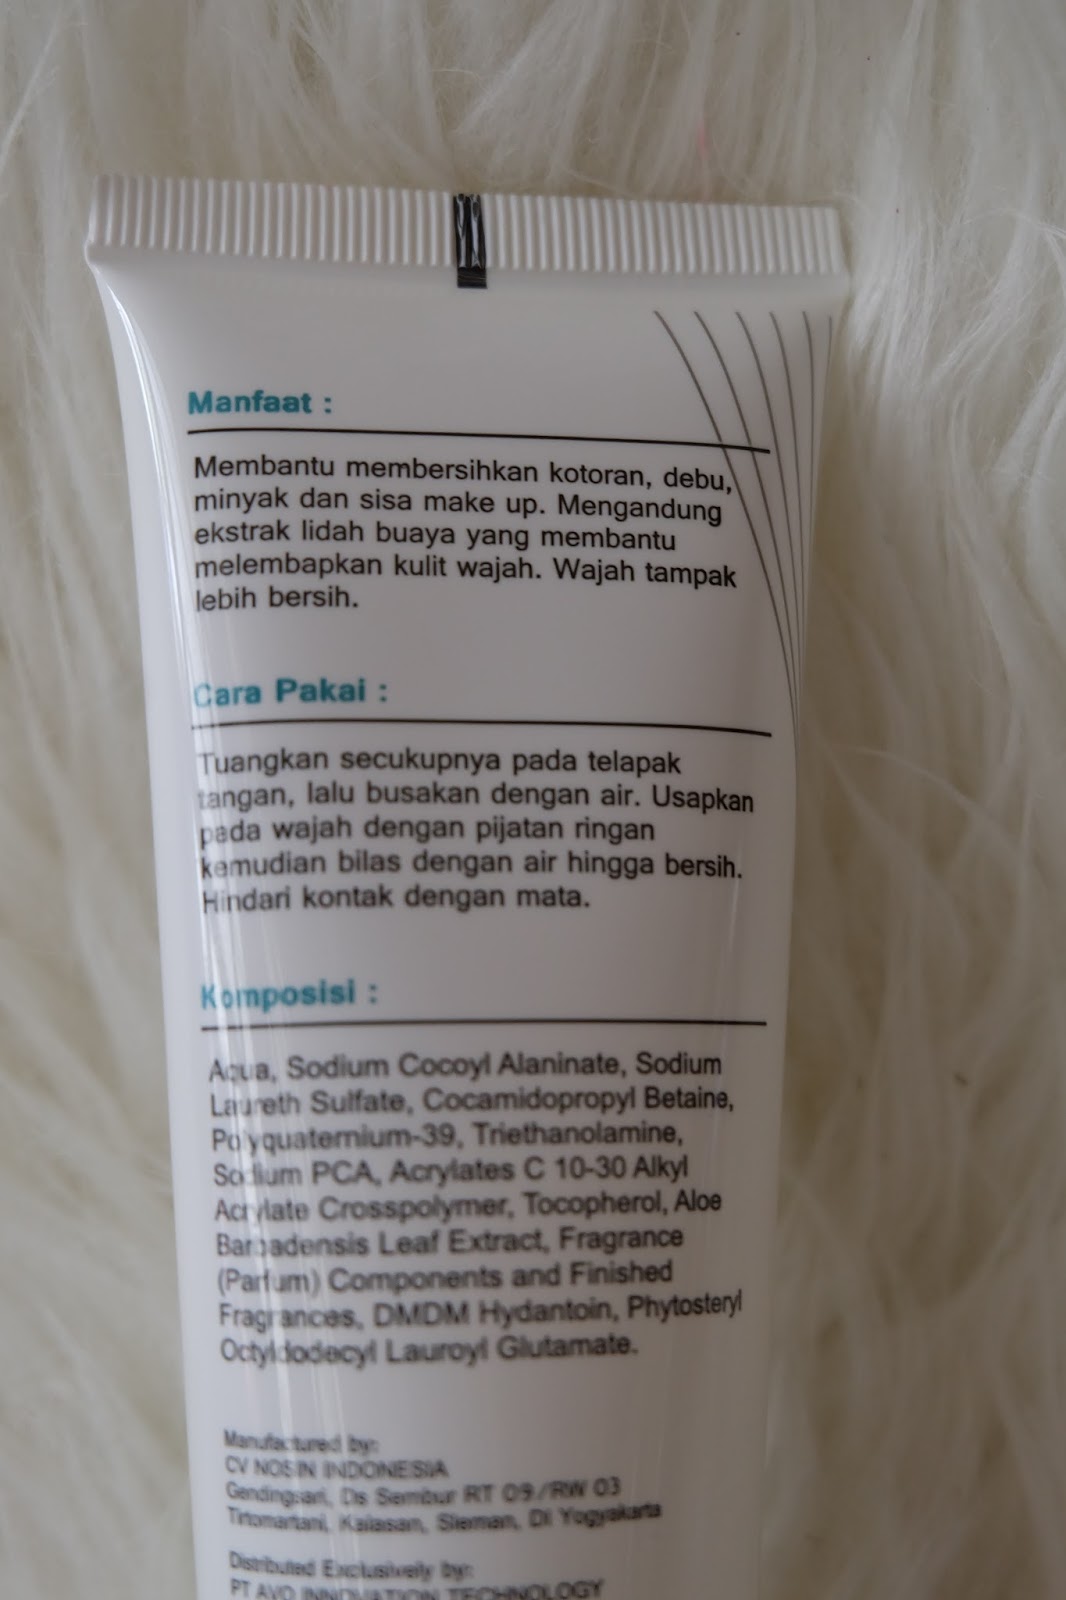 Manfaat :
Membantu membersihkan kotoran, debu,
minyak dan sisa make up. Mengandung
ekstrak lidah buaya yang membantu
melembapkan kulit wajah. Wajah tampak
lebih bersih.
Cara Pakai :
Tuangkan secukupnya pada telapak
tangan, lalu busakan dengan air. Usapkan
pada wajah dengan pijatan ringan
kemudian bilas dengan air hingga bersih.
Hindari kontak dengan mata.
Komposisi :
Aqua, Sodium Cocoyl Alaninate, Sodium
Laureth Sulfate, Cocamidopropyl Betaine,
Polyquaternium-39, Triethanolamine,
Sodium PCA, Acrylates C 10-30 Alkyl
Acrylate Crosspolymer, Tocopherol, Aloe
Barbadensis Leaf Extract, Fragrance
(Parfum) Components and Finished
Fragrances, DMDM Hydantoin, Phytosteryl
Octyldodecyl Lauroyl Glutamate.
Manufactured by:
CV NOSIN INDONESIA
Gendingsari, Ds Sembur RT 09/RW 03
Tirtomartani, Kalasan, Sleman, DI Yogyakarta
Distributed Exclusively by:
PT AVO INNOVATION TECHNOLOGY